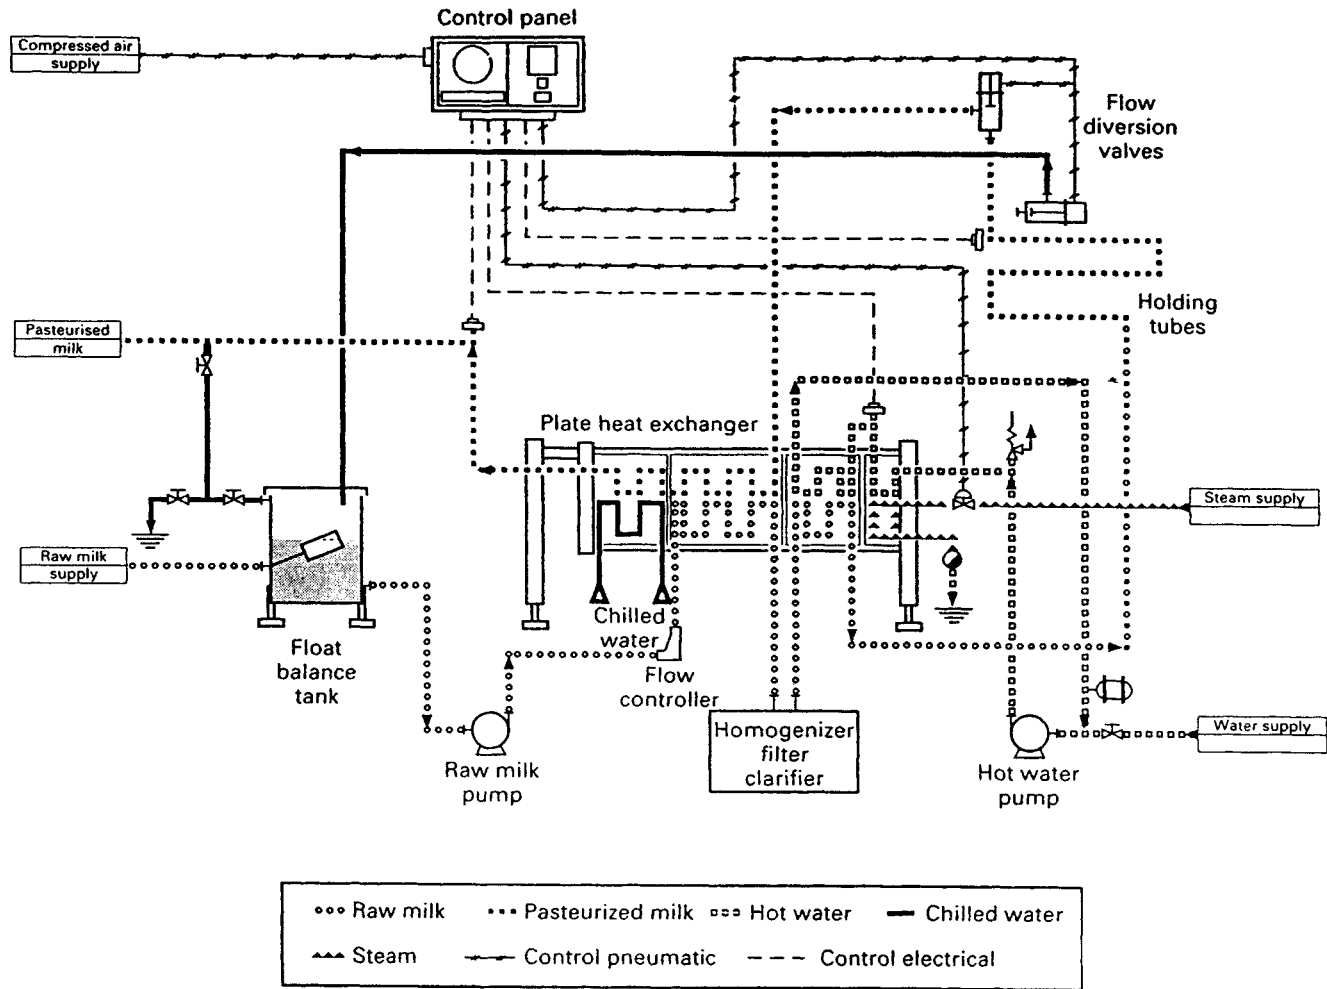 Control panel
Compressed air
supply
Flow
diversion
valves
Holding
tubes
Pasteurised
milk
Plate heat exchanger
Steam supply
Raw milk
supply
Chilled
water
Float
balance
tank
Flow
controller
Homogenizer
filter
clarifier
Water supply
Raw milk
pump
Hot water
pump
Raw milk
Pasteurized milk
Hot water
Chilled water
Steam
Control pneumatic
Control electrical